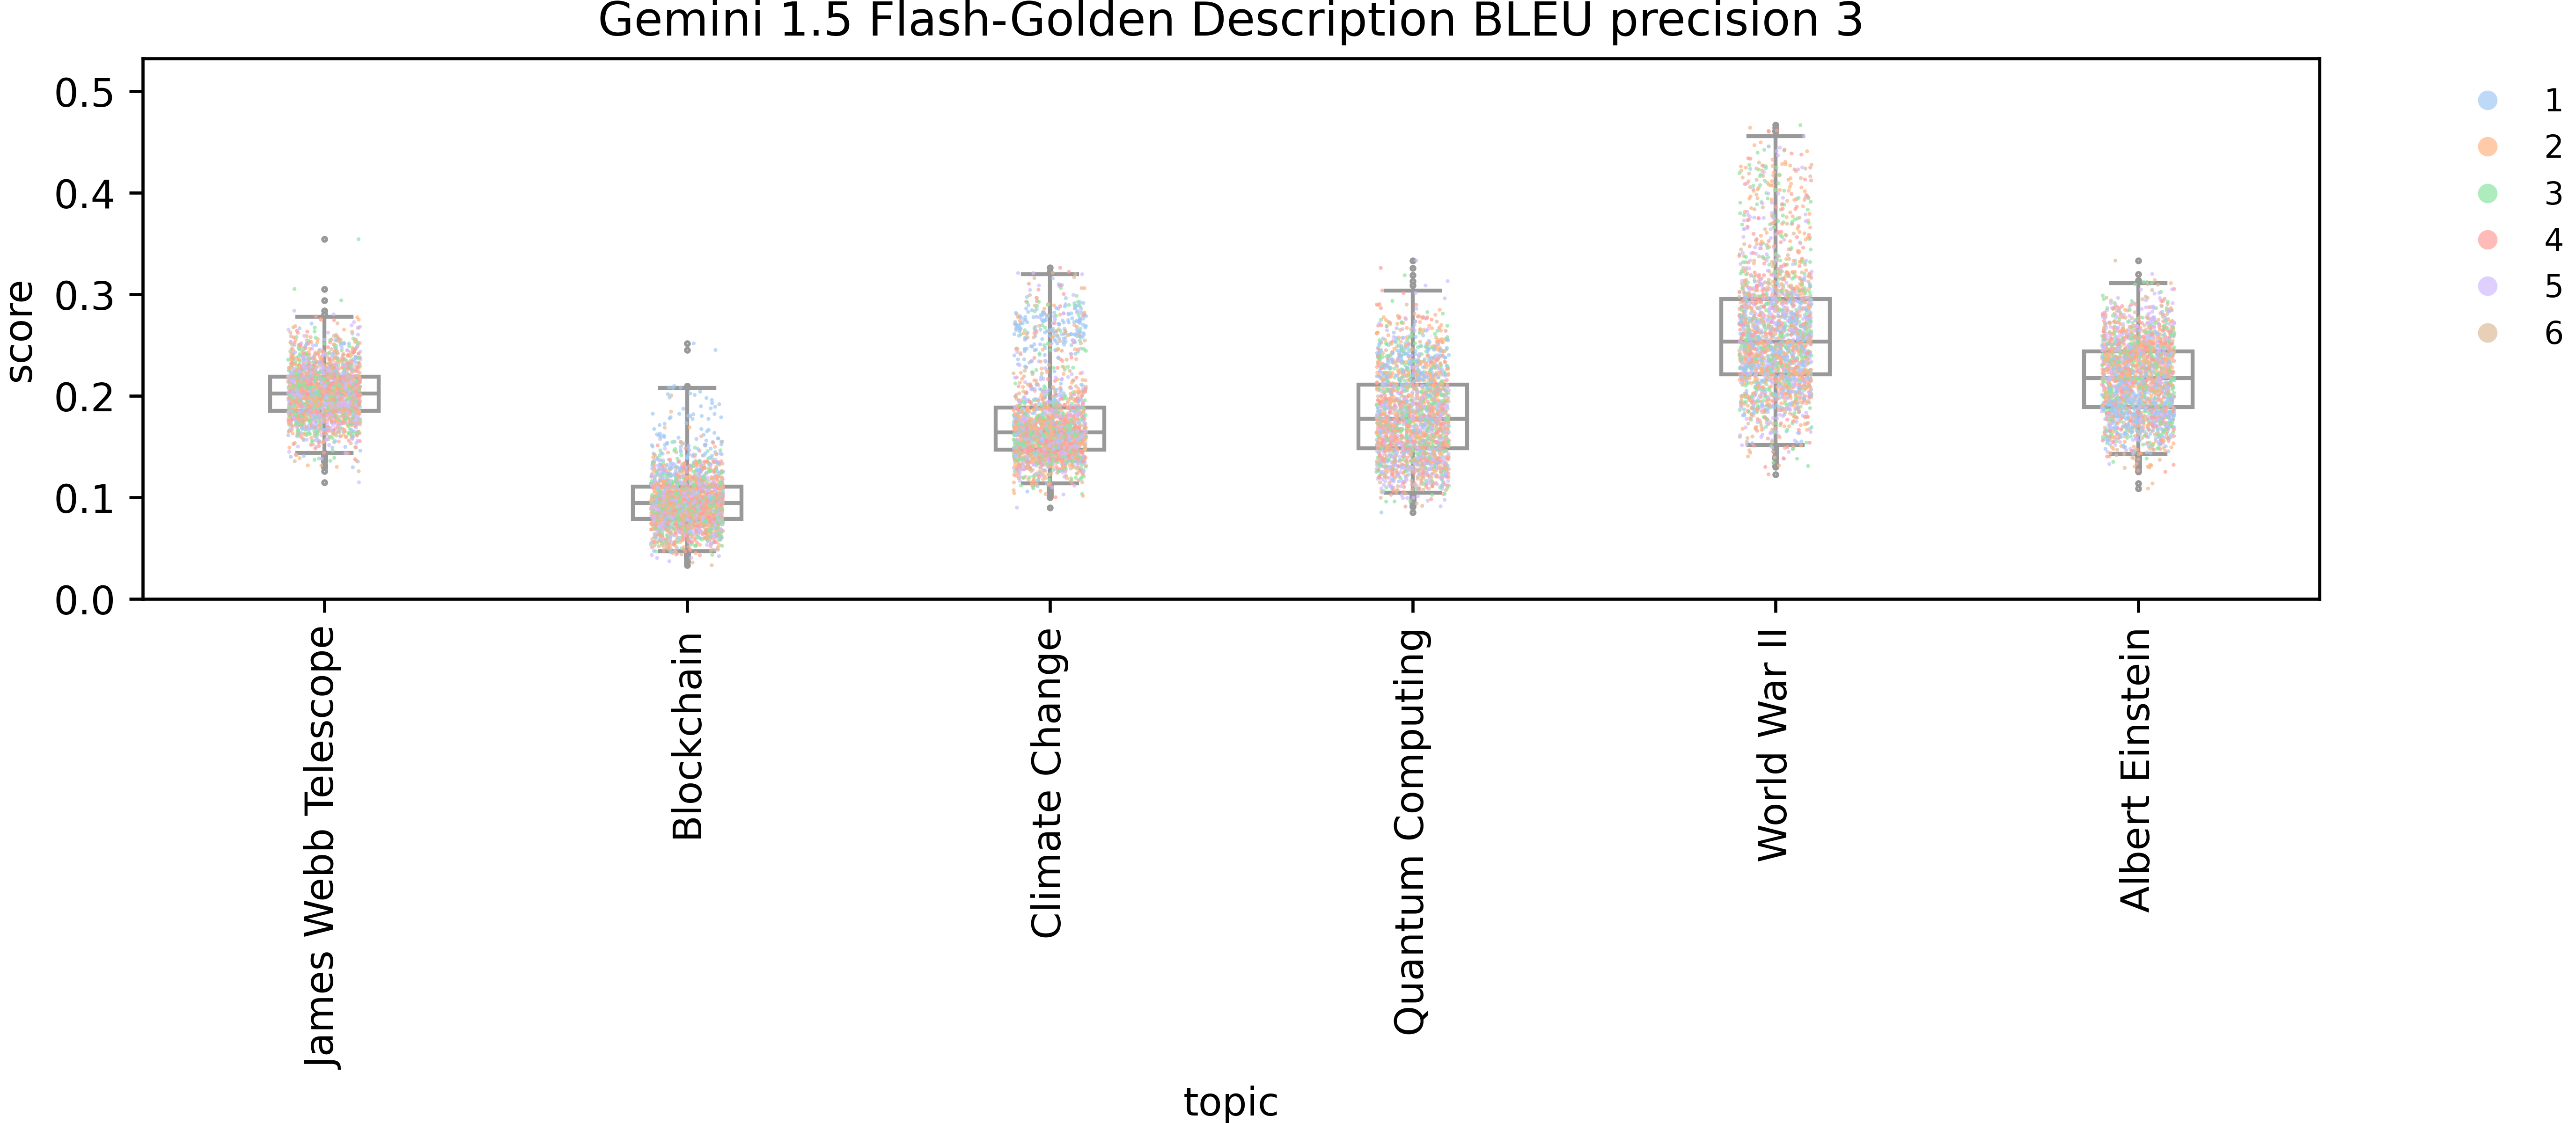 Gemini 1.5 Flash-Golden Description BLEU precision 3
score
0.5
0.4
0.3
0.2
0.1
0.0
James Webb Telescope
Blockchain
Climate Change
Quantum Computing
World War II
Albert Einstein
topic
1
2
3
4
5
6